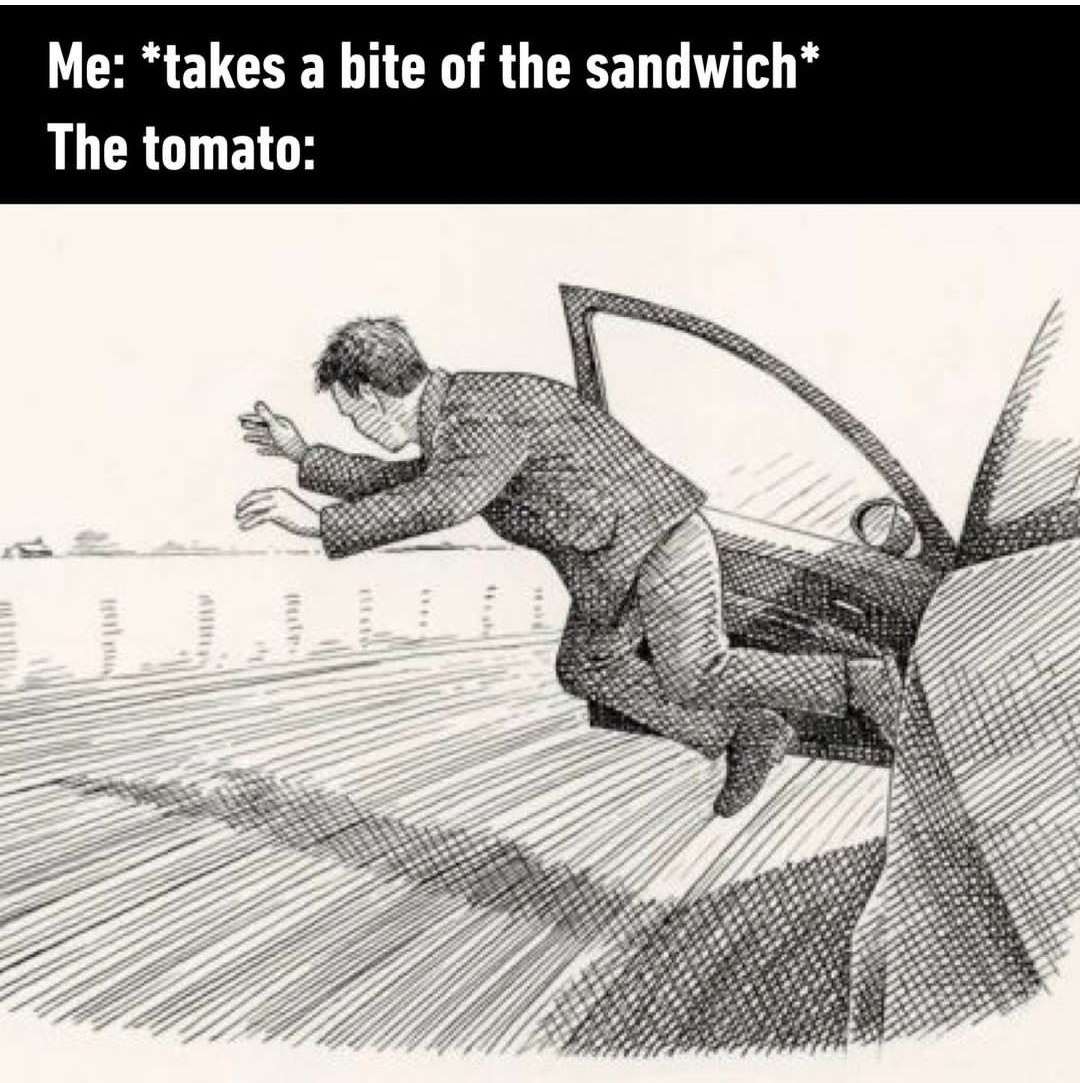 Me: *takes a bite of the sandwich*
The tomato: